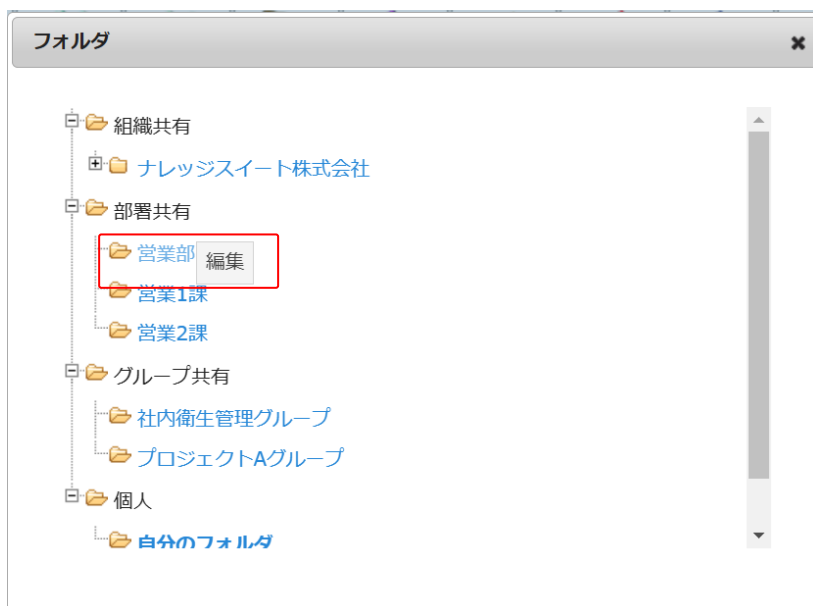 フォルダ
組織共有
ナレッジスイート株式会社
部署共有
営業部
編集
営業1課
営業2課
グループ共有
社内衛生管理グループ
プロジェクトAグループ
個人
自分のフォルダ